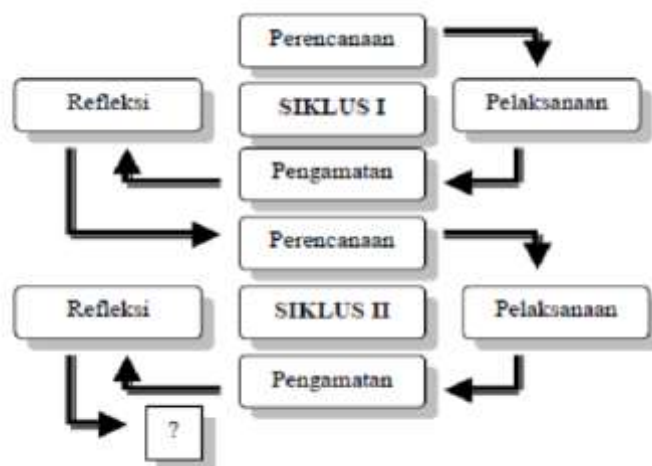 Perencanaan
Refleksi
SIKLUS I
Pelaksanaan
Pengamatan
Perencanaan
Refleksi
SIKLUS II
Pelaksanaan
Pengamatan
?